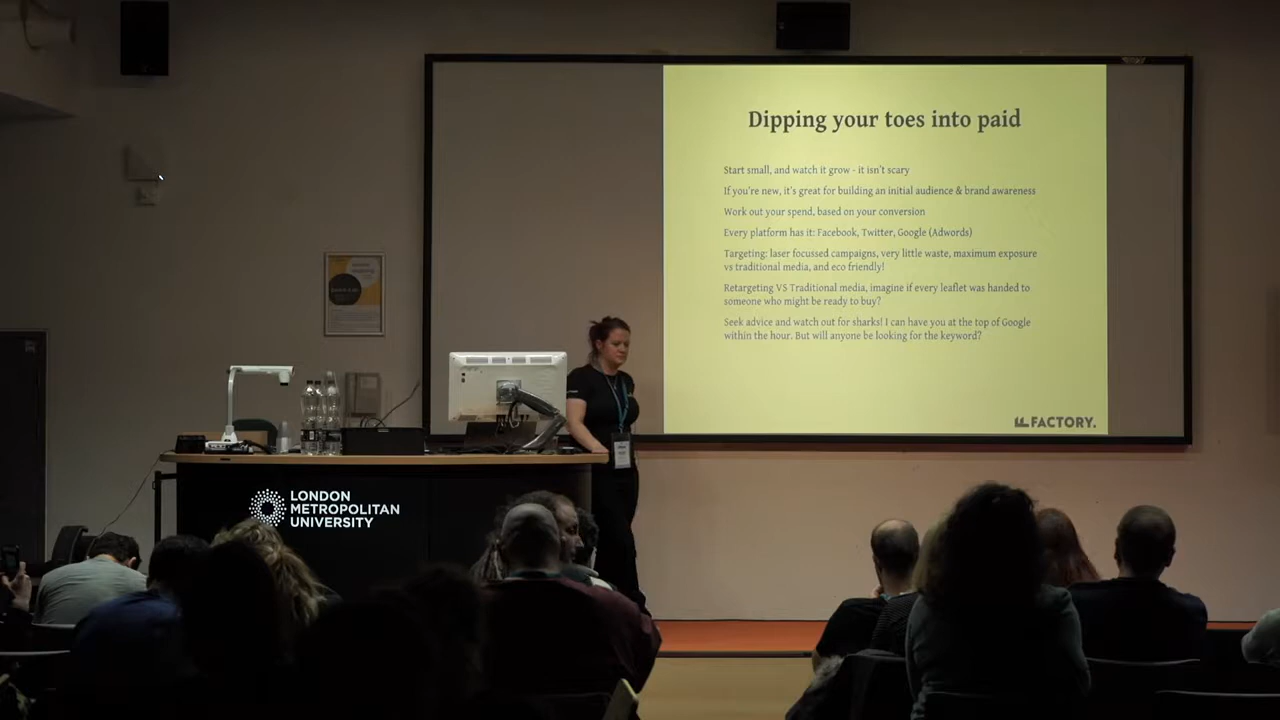 Dipping your toes into paid
Start small, and watch it grow - it isn't scary
If you're new, it's great for building an initial audience & brand awareness
Work out your spend, based on your conversion
Every platform has it: Facebook, Twitter, Google (Adwords)
Targeting: laser focussed campaigns, very little waste, maximum exposure
vs traditional media, and eco friendly!
Retargeting VS Traditional media, imagine if every leaflet was handed to
someone who might be ready to buy?
Seek advice and watch out for sharks! I can have you at the top of Google
within the hour. But will anyone be looking for the keyword?
FACTORY.
LONDON
METROPOLITAN
UNIVERSITY